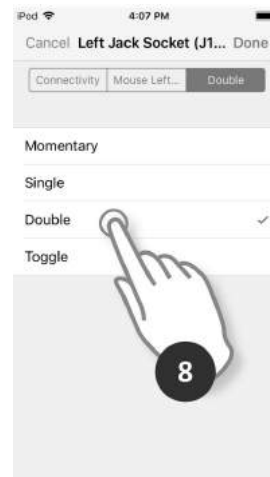 iPod 4:07 PM
Cancel Left Jack Socket (J1... Done
Connectivity Mouse Left... Double
Momentary
Single
Double
Toggle
8